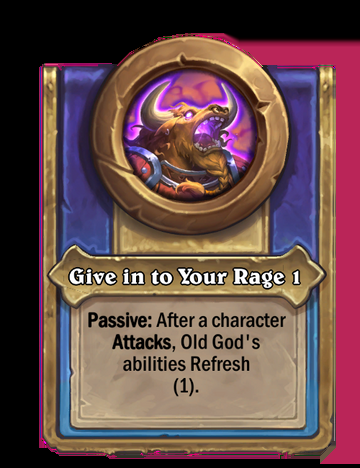 Give in to Your Rage 1
Passive: After a character
Attacks, Old God's
abilities Refresh
(1).